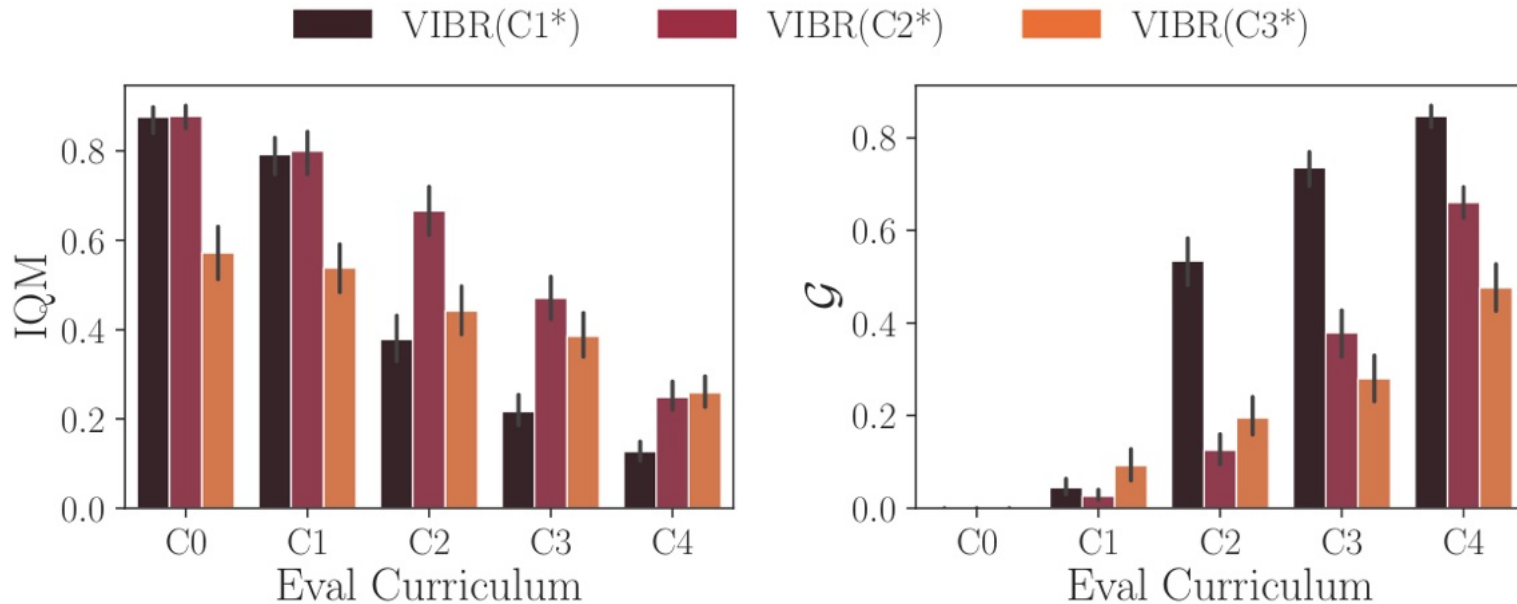 VIBR(C1*) VIBR(C2*) VIBR(C3*)
IQM
0.8
0.6
0.4
0.2
0.0
C0 C1 C2 C3 C4
Eval Curriculum
𝒢
0.8
0.6
0.4
0.2
0.0
C0 C1 C2 C3 C4
Eval Curriculum